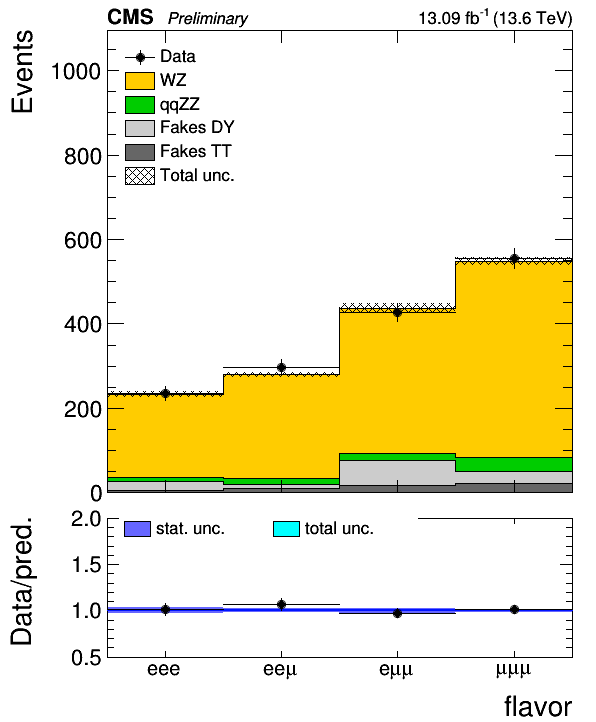 CMS Preliminary 13.09 fb⁻¹ (13.6 TeV)
Events
1000
800
600
400
200
0
Data
WZ
qqZZ
Fakes DY
Fakes TT
Total unc.
Data/pred.
2.0
1.5
1.0
0.5
stat. unc. total unc.
eee eeμ eμμ μμμ
flavor